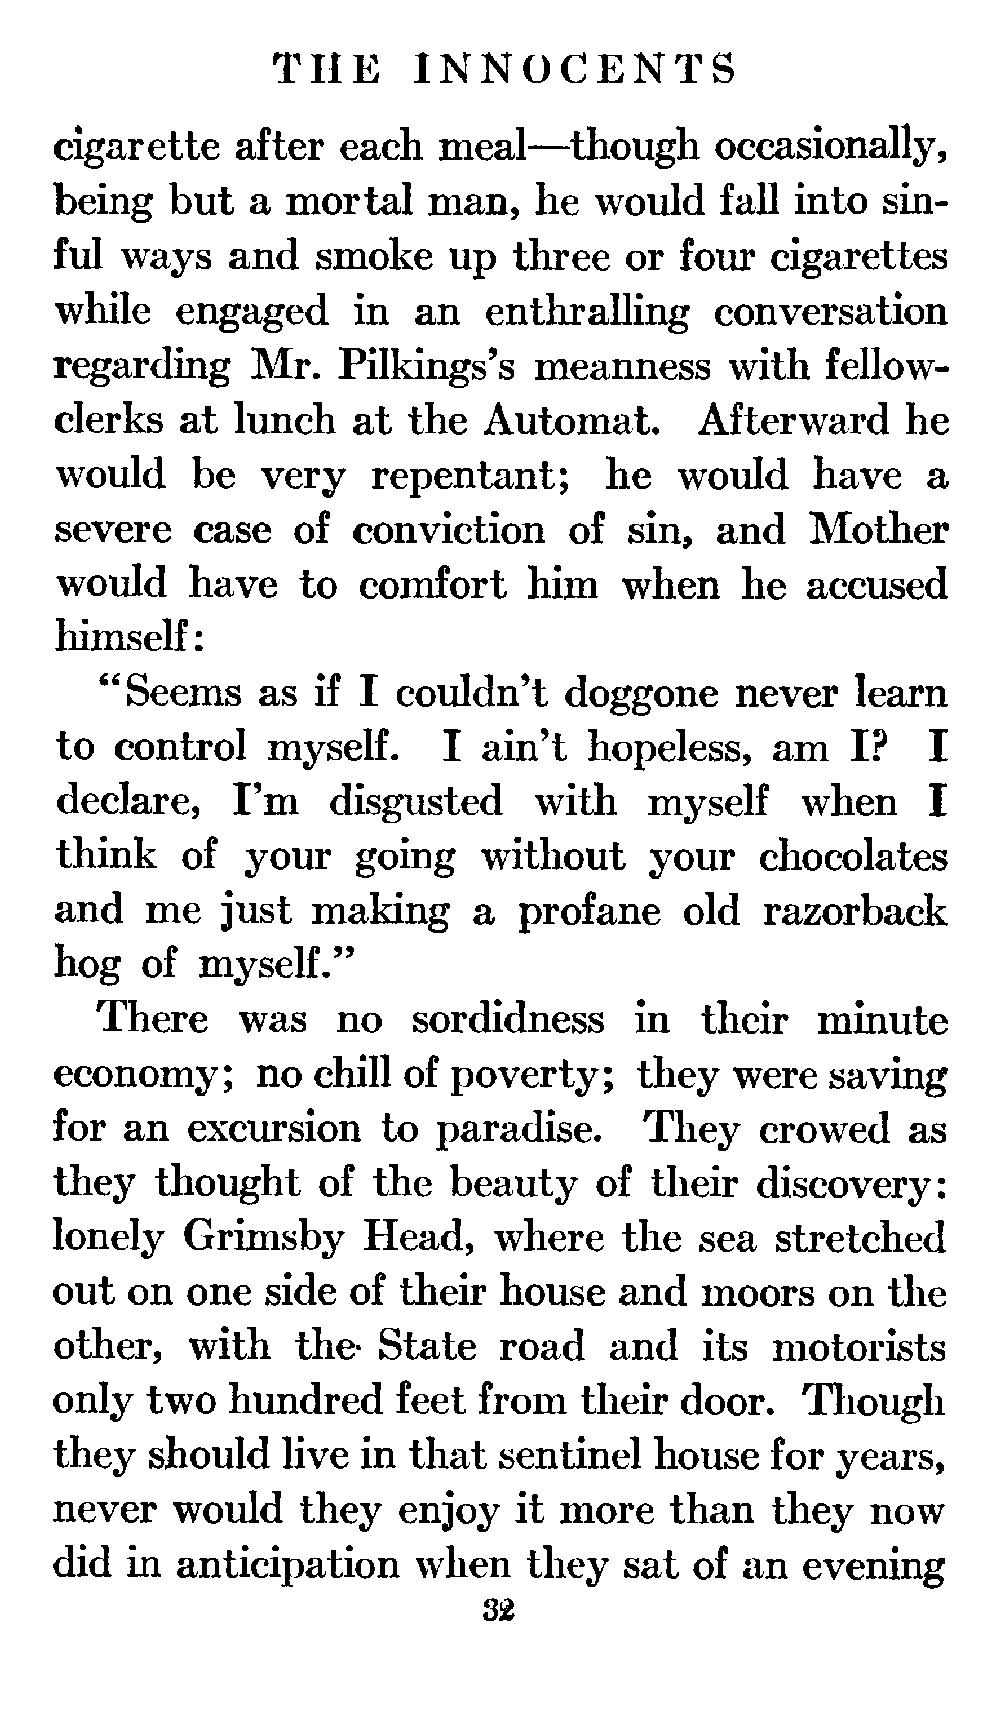 THE INNOCENTS
cigarette after each meal—though occasionally,
being but a mortal man, he would fall into sin-
ful ways and smoke up three or four cigarettes
while engaged in an enthralling conversation
regarding Mr. Pilkings's meanness with fellow-
clerks at lunch at the Automat. Afterward he
would be very repentant; he would have a
severe case of conviction of sin, and Mother
would have to comfort him when he accused
himself:
“Seems as if I couldn't doggone never learn
to control myself. I ain't hopeless, am I? I
declare, I'm disgusted with myself when I
think of your going without your chocolates
and me just making a profane old razorback
hog of myself.”
There was no sordidness in their minute
economy; no chill of poverty; they were saving
for an excursion to paradise. They crowed as
they thought of the beauty of their discovery:
lonely Grimsby Head, where the sea stretched
out on one side of their house and moors on the
other, with the State road and its motorists
only two hundred feet from their door. Though
they should live in that sentinel house for years,
never would they enjoy it more than they now
did in anticipation when they sat of an evening
32